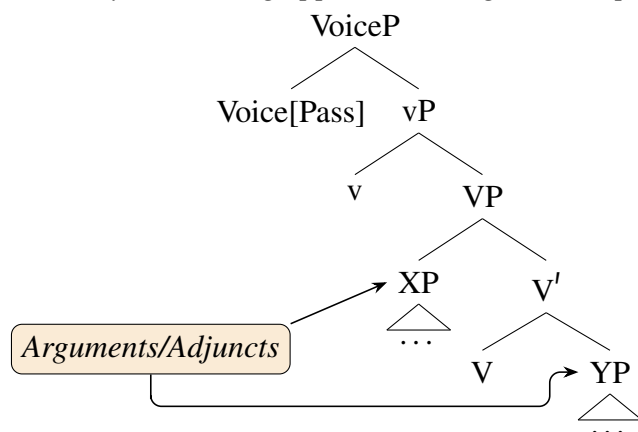 VoiceP
Voice[Pass] vP
v VP
XP V′
...
Arguments/Adjuncts
V YP
...